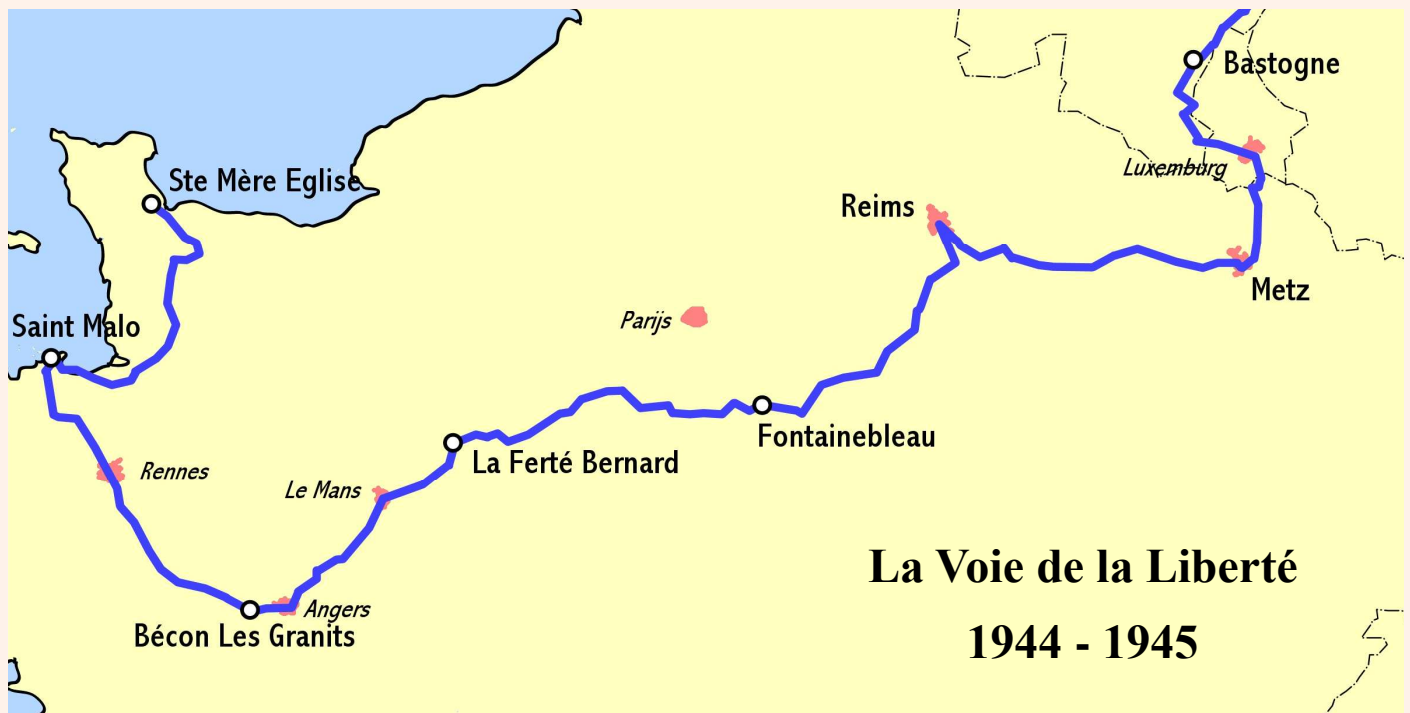 Bastogne
Luxemburg
Ste Mère Eglise
Reims
Metz
Saint Malo
Parijs
Fontainebleau
La Ferté Bernard
Rennes
Le Mans
Angers
Bécon Les Granits
La Voie de la Liberté
1944 - 1945